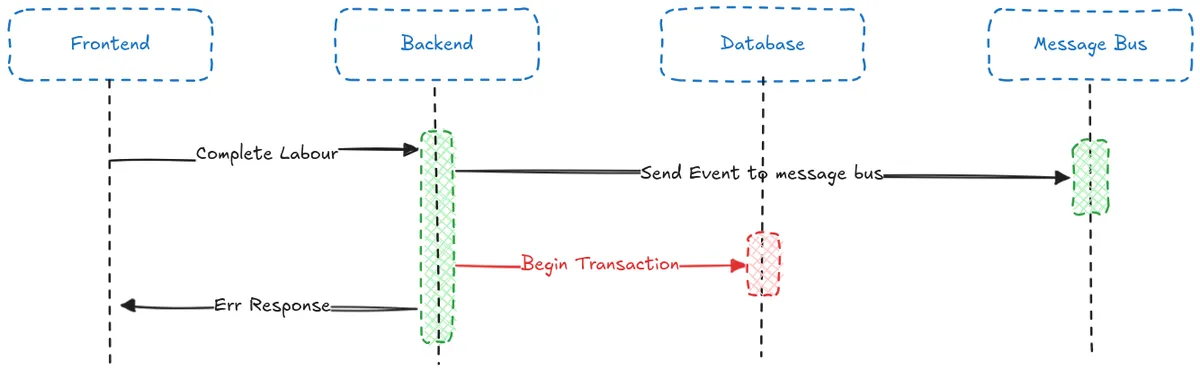 Frontend
Backend
Database
Message Bus
Complete Labour
Send Event to message bus
Begin Transaction
Err Response